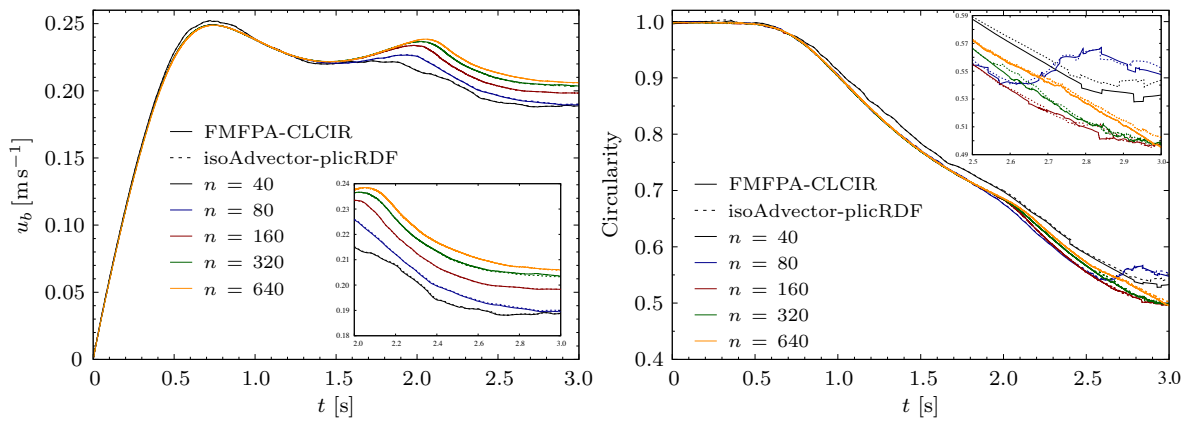 0.25
0.20
0.15
0.10
0.05
0
u_b [m s⁻¹]
FMFPA-CLCIR
isoAdvector-plicRDF
n = 40
n = 80
n = 160
n = 320
n = 640
0.24
0.23
0.22
0.21
0.20
0.19
0.18
2.0 2.2 2.4 2.6 2.8 3.0
0 0.5 1.0 1.5 2.0 2.5 3.0
t [s]
1.0
0.9
0.8
0.7
0.6
0.5
0.4
Circularity
0.59
0.57
0.55
0.53
0.51
0.49
2.5 2.6 2.7 2.8 2.9 3.0
FMFPA-CLCIR
isoAdvector-plicRDF
n = 40
n = 80
n = 160
n = 320
n = 640
0 0.5 1.0 1.5 2.0 2.5 3.0
t [s]